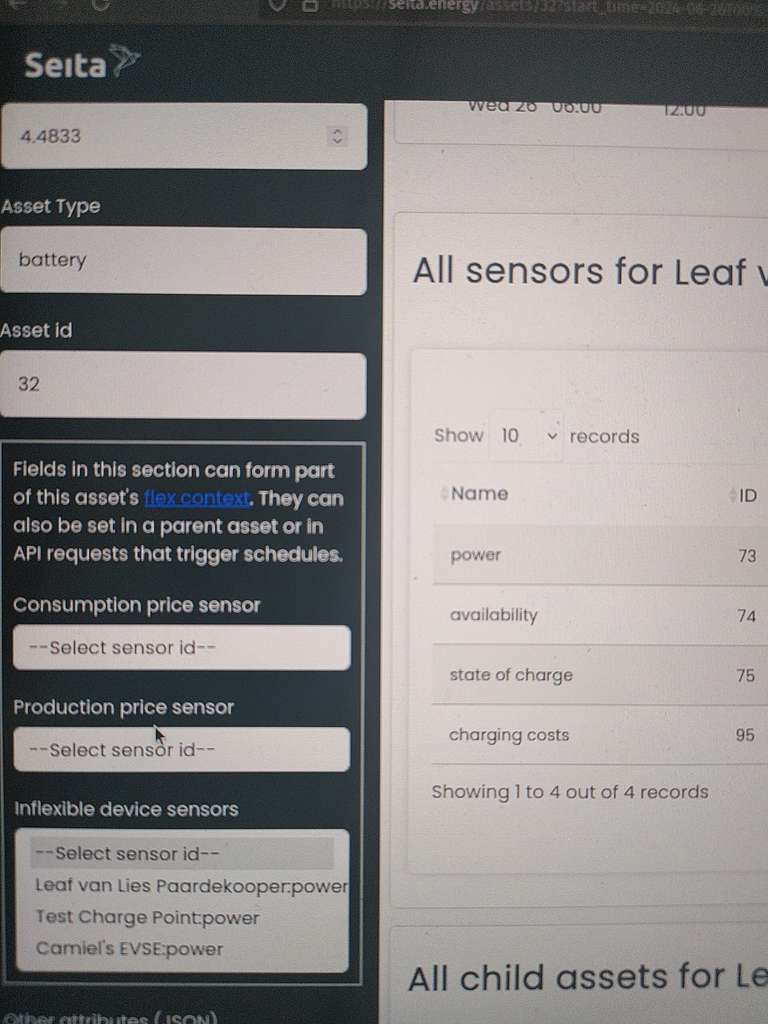 https://seita.energy/assets/32?start_time=2024-06-26T00
Seita
4.4833
Asset Type
battery
Asset id
32
Fields in this section can form part
of this asset's flex context. They can
also be set in a parent asset or in
API requests that trigger schedules.
Consumption price sensor
--Select sensor id--
Production price sensor
--Select sensor id--
Inflexible device sensors
--Select sensor id--
Leaf van Lies Paardekooper:power
Test Charge Point:power
Camiel's EVSE:power
Other attributes (JSON)
Wed 26 06:00 12:00
All sensors for Leaf v
Show 10 records
Name ID
power 73
availability 74
state of charge 75
charging costs 95
Showing 1 to 4 out of 4 records
All child assets for Le